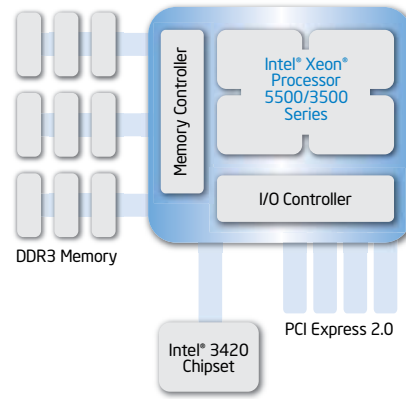 Memory Controller
Intel® Xeon®
Processor
5500/3500
Series
I/O Controller
DDR3 Memory
PCI Express 2.0
Intel® 3420
Chipset